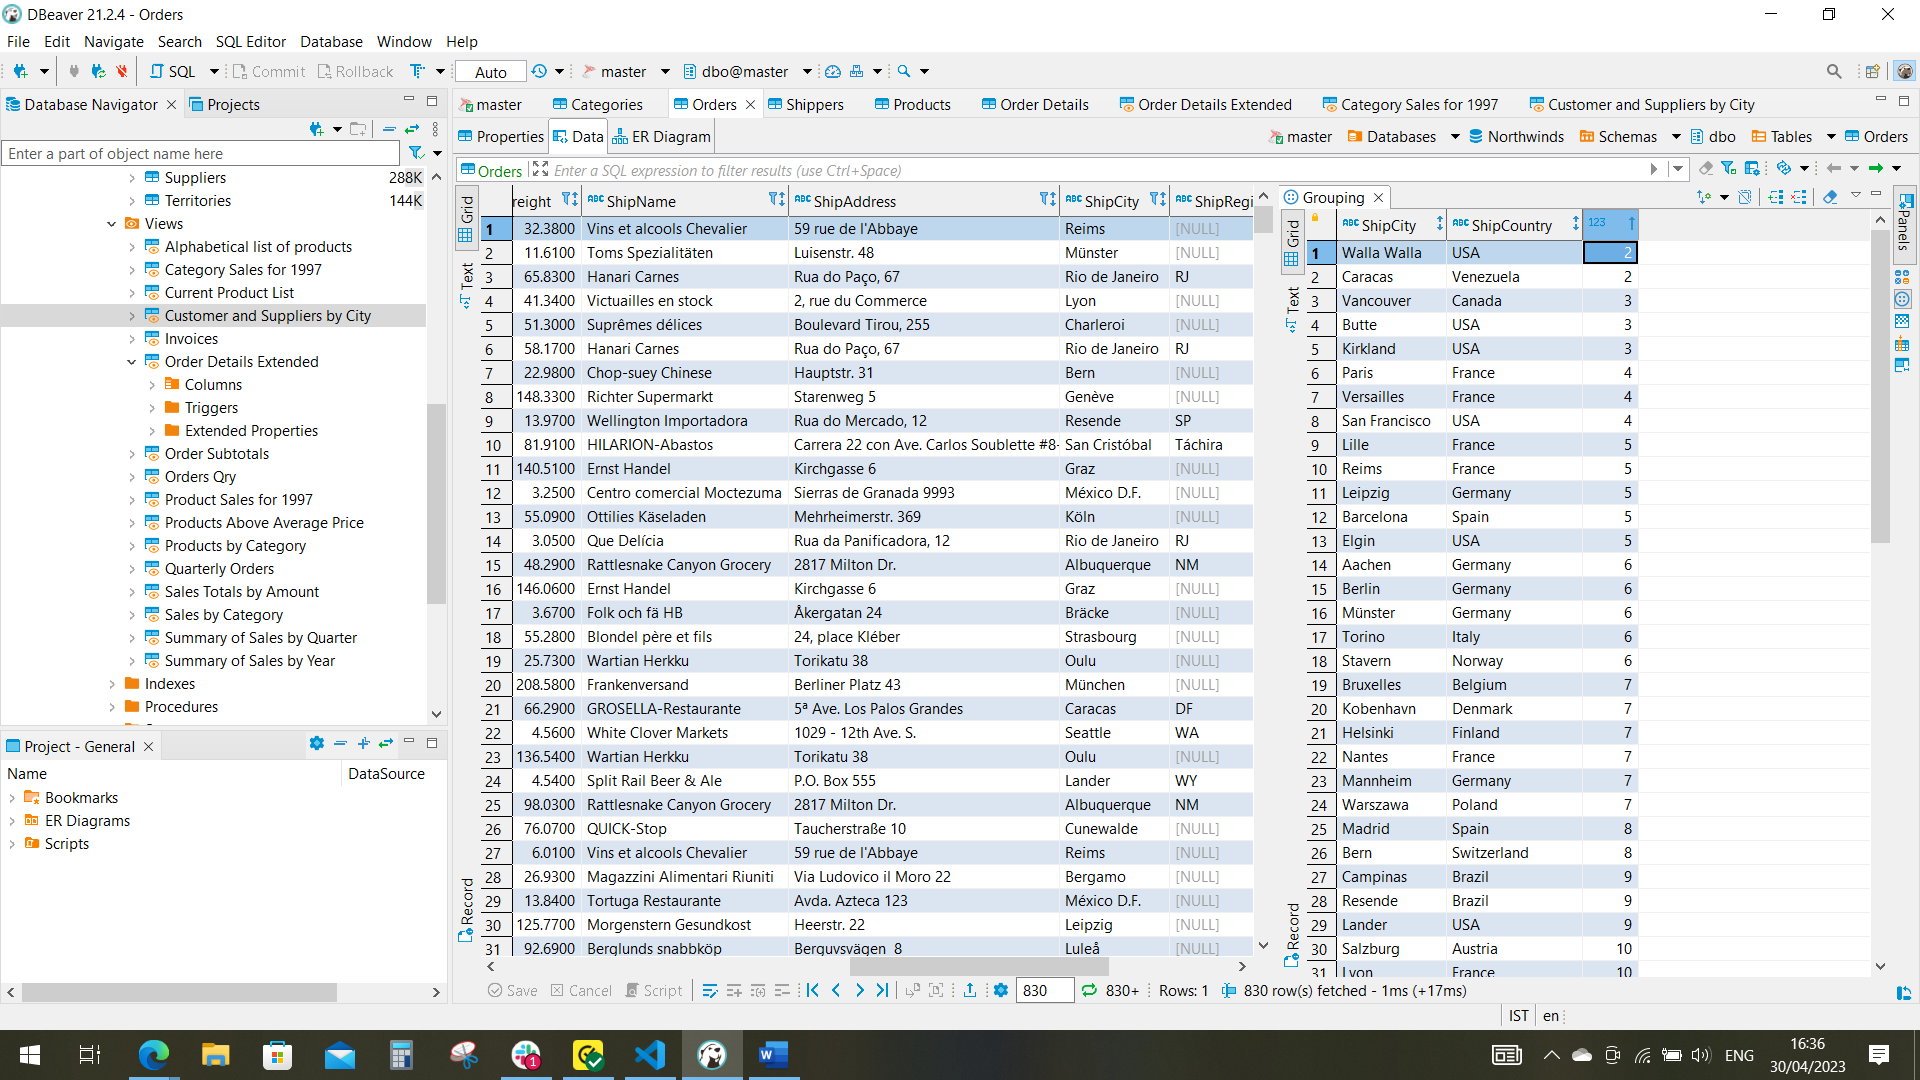 DBeaver 21.2.4 - Orders
File Edit Navigate Search SQL Editor Database Window Help
SQL Commit Rollback Auto master dbo@master
Database Navigator Projects
Enter a part of object name here
Suppliers 288K
Territories 144K
Views
Alphabetical list of products
Category Sales for 1997
Current Product List
Customer and Suppliers by City
Invoices
Order Details Extended
Columns
Triggers
Extended Properties
Order Subtotals
Orders Qry
Product Sales for 1997
Products Above Average Price
Products by Category
Quarterly Orders
Sales Totals by Amount
Sales by Category
Summary of Sales by Quarter
Summary of Sales by Year
Indexes
Procedures
Project - General
Name DataSource
Bookmarks
ER Diagrams
Scripts
master Categories Orders Shippers Products Order Details Order Details Extended Category Sales for 1997 Customer and Suppliers by City
Properties Data ER Diagram master Databases Northwinds Schemas dbo Tables Orders
Orders Enter a SQL expression to filter results (use Ctrl+Space)
Grid
Text
Record
reight ABC ShipName ABC ShipAddress ABC ShipCity ABC ShipRegi
1 32.3800 Vins et alcools Chevalier 59 rue de l'Abbaye Reims [NULL]
2 11.6100 Toms Spezialitäten Luisenstr. 48 Münster [NULL]
3 65.8300 Hanari Carnes Rua do Paço, 67 Rio de Janeiro RJ
4 41.3400 Victuailles en stock 2, rue du Commerce Lyon [NULL]
5 51.3000 Suprêmes délices Boulevard Tirou, 255 Charleroi [NULL]
6 58.1700 Hanari Carnes Rua do Paço, 67 Rio de Janeiro RJ
7 22.9800 Chop-suey Chinese Hauptstr. 31 Bern [NULL]
8 148.3300 Richter Supermarkt Starenweg 5 Genève [NULL]
9 13.9700 Wellington Importadora Rua do Mercado, 12 Resende SP
10 81.9100 HILARION-Abastos Carrera 22 con Ave. Carlos Soublette #8- San Cristóbal Táchira
11 140.5100 Ernst Handel Kirchgasse 6 Graz [NULL]
12 3.2500 Centro comercial Moctezuma Sierras de Granada 9993 México D.F. [NULL]
13 55.0900 Ottilies Käseladen Mehrheimerstr. 369 Köln [NULL]
14 3.0500 Que Delícia Rua da Panificadora, 12 Rio de Janeiro RJ
15 48.2900 Rattlesnake Canyon Grocery 2817 Milton Dr. Albuquerque NM
16 146.0600 Ernst Handel Kirchgasse 6 Graz [NULL]
17 3.6700 Folk och fä HB Åkergatan 24 Bräcke [NULL]
18 55.2800 Blondel père et fils 24, place Kléber Strasbourg [NULL]
19 25.7300 Wartian Herkku Torikatu 38 Oulu [NULL]
20 208.5800 Frankenversand Berliner Platz 43 München [NULL]
21 66.2900 GROSELLA-Restaurante 5ª Ave. Los Palos Grandes Caracas DF
22 4.5600 White Clover Markets 1029 - 12th Ave. S. Seattle WA
23 136.5400 Wartian Herkku Torikatu 38 Oulu [NULL]
24 4.5400 Split Rail Beer & Ale P.O. Box 555 Lander WY
25 98.0300 Rattlesnake Canyon Grocery 2817 Milton Dr. Albuquerque NM
26 76.0700 QUICK-Stop Taucherstraße 10 Cunewalde [NULL]
27 6.0100 Vins et alcools Chevalier 59 rue de l'Abbaye Reims [NULL]
28 26.9300 Magazzini Alimentari Riuniti Via Ludovico il Moro 22 Bergamo [NULL]
29 13.8400 Tortuga Restaurante Avda. Azteca 123 México D.F. [NULL]
30 125.7700 Morgenstern Gesundkost Heerstr. 22 Leipzig [NULL]
31 92.6900 Berglunds snabbköp Berguvsvägen 8 Luleå [NULL]
Save Cancel Script 830 830+ Rows: 1 830 row(s) fetched - 1ms (+17ms)
Grouping
Panels
Grid
Text
Record
ABC ShipCity ABC ShipCountry 123
1 Walla Walla USA 2
2 Caracas Venezuela 2
3 Vancouver Canada 3
4 Butte USA 3
5 Kirkland USA 3
6 Paris France 4
7 Versailles France 4
8 San Francisco USA 4
9 Lille France 5
10 Reims France 5
11 Leipzig Germany 5
12 Barcelona Spain 5
13 Elgin USA 5
14 Aachen Germany 6
15 Berlin Germany 6
16 Münster Germany 6
17 Torino Italy 6
18 Stavern Norway 6
19 Bruxelles Belgium 7
20 Kobenhavn Denmark 7
21 Helsinki Finland 7
22 Nantes France 7
23 Mannheim Germany 7
24 Warszawa Poland 7
25 Madrid Spain 8
26 Bern Switzerland 8
27 Campinas Brazil 9
28 Resende Brazil 9
29 Lander USA 9
30 Salzburg Austria 10
31 Lyon France 10
IST en
1
ENG
16:36
30/04/2023